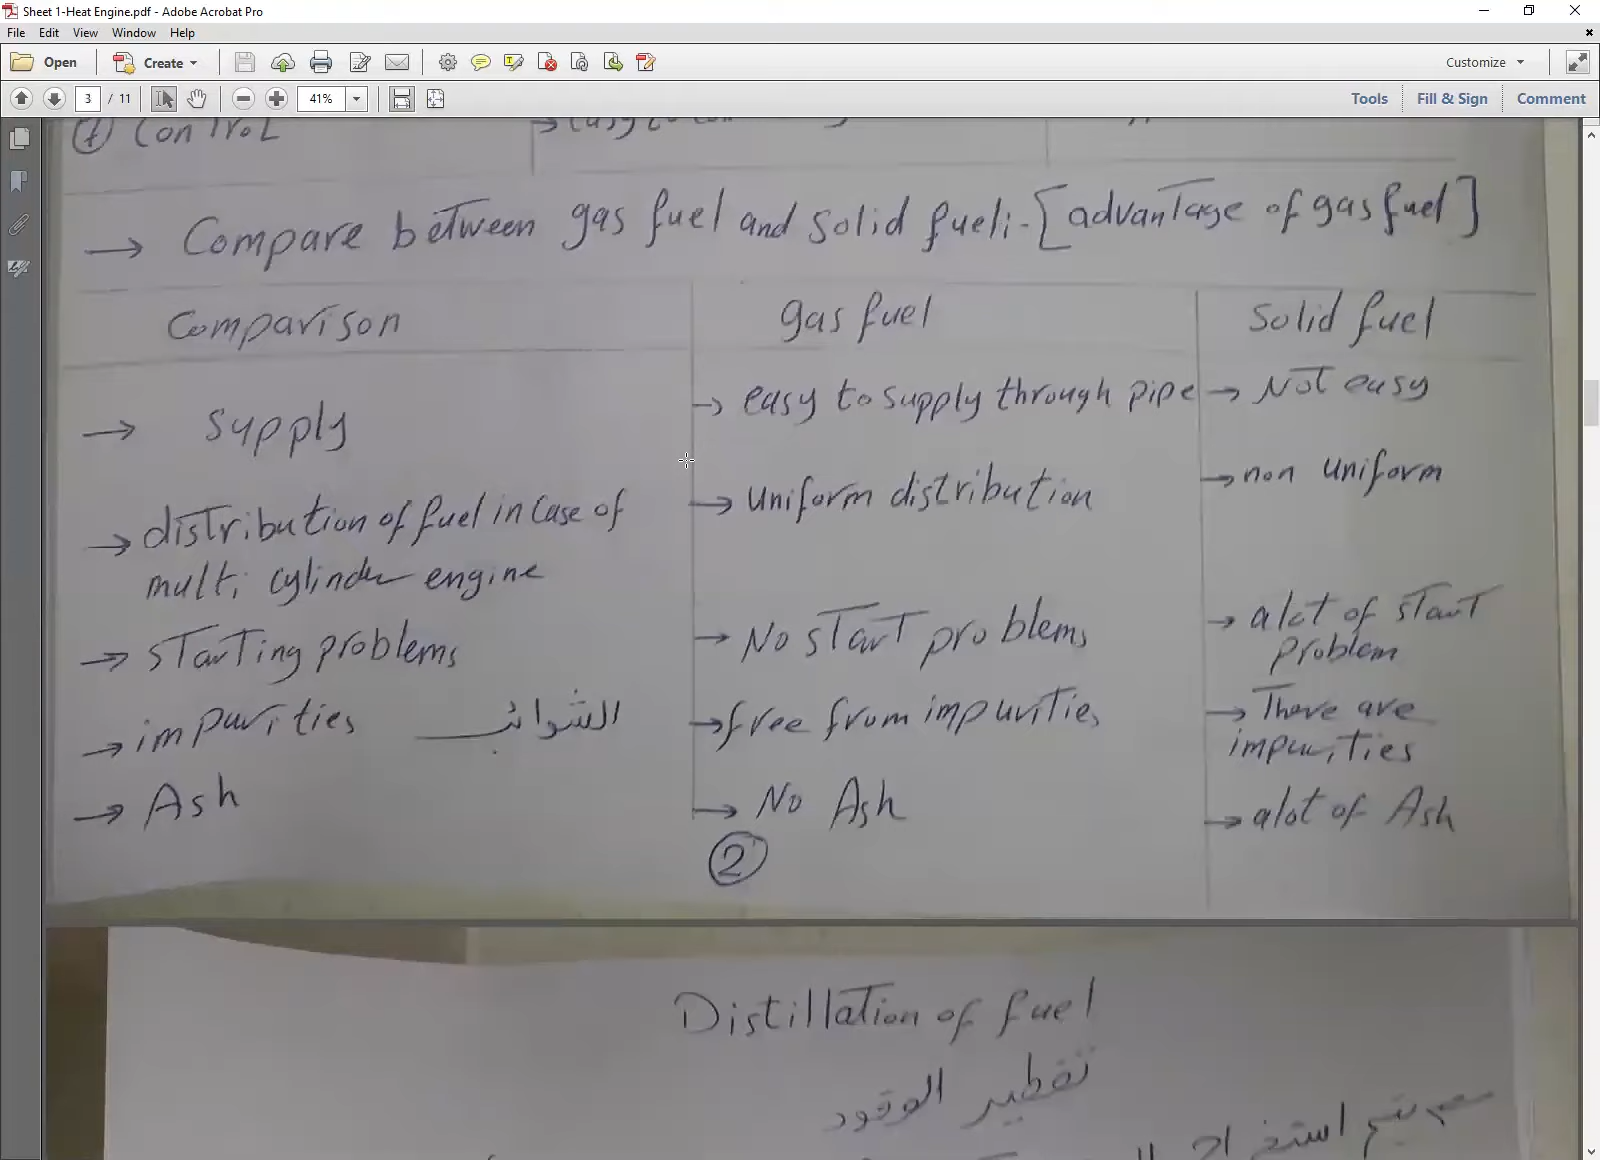 Sheet 1-Heat Engine.pdf - Adobe Acrobat Pro
File Edit View Window Help
Open Create Customize
3 / 11 41% Tools Fill & Sign Comment
7 Control
→ Compare between gas fuel and solid fuel:- [advantage of gas fuel]
Comparison gas fuel Solid fuel
→ supply → easy to supply through pipe → Not easy
→ distribution of fuel in case of → uniform distribution → non uniform
multi cylinder engine
→ starting problems → No start problems → alot of start
problem
→ impurities الشوائب → free from impurities → There are
impurities
→ Ash → No Ash → alot of Ash
2
Distillation of fuel
تقطير الوقود